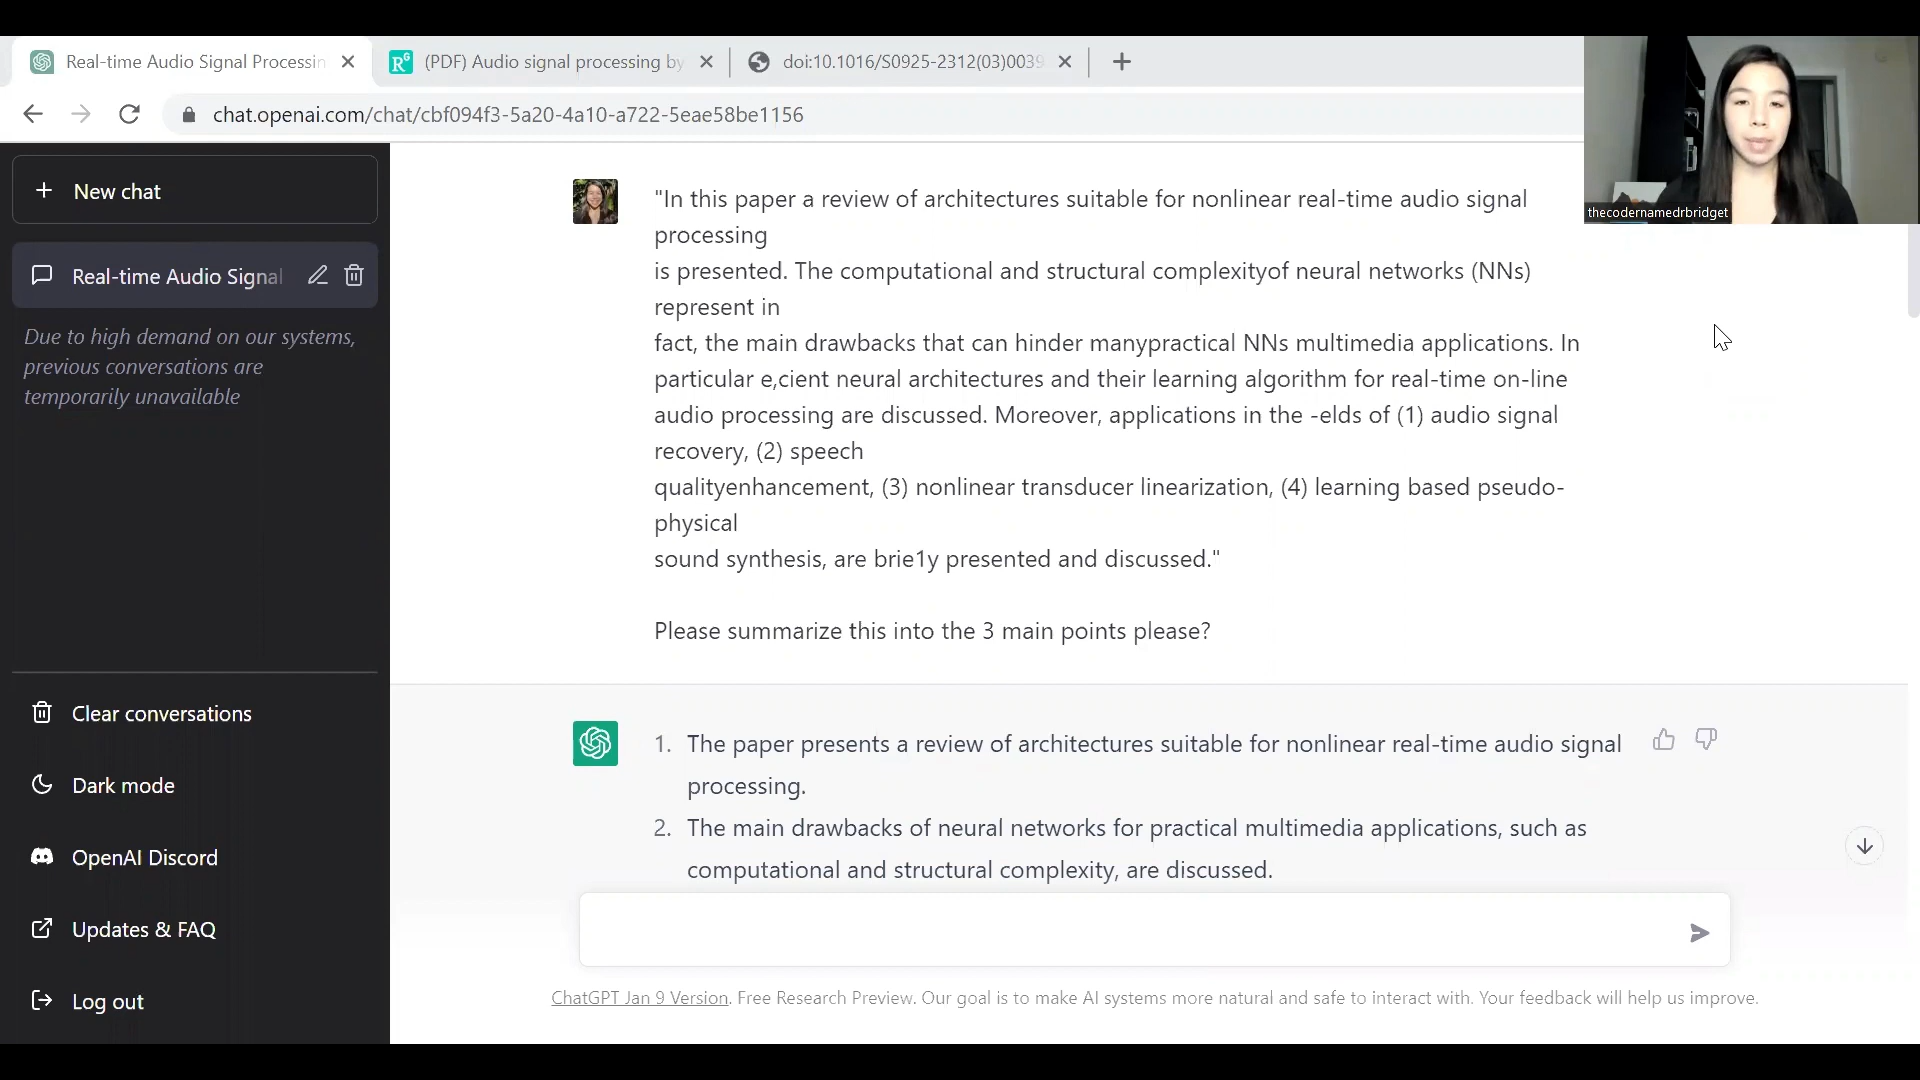 Real-time Audio Signal Processin
(PDF) Audio signal processing by
doi:10.1016/S0925-2312(03)0039
chat.openai.com/chat/cbf094f3-5a20-4a10-a722-5eae58be1156
thecodernamedrbridget
New chat
Real-time Audio Signal
Due to high demand on our systems,
previous conversations are
temporarily unavailable
Clear conversations
Dark mode
OpenAI Discord
Updates & FAQ
Log out
"In this paper a review of architectures suitable for nonlinear real-time audio signal
processing
is presented. The computational and structural complexityof neural networks (NNs)
represent in
fact, the main drawbacks that can hinder manypractical NNs multimedia applications. In
particular e,cient neural architectures and their learning algorithm for real-time on-line
audio processing are discussed. Moreover, applications in the -elds of (1) audio signal
recovery, (2) speech
qualityenhancement, (3) nonlinear transducer linearization, (4) learning based pseudo-
physical
sound synthesis, are brie1y presented and discussed."
Please summarize this into the 3 main points please?
1. The paper presents a review of architectures suitable for nonlinear real-time audio signal
processing.
2. The main drawbacks of neural networks for practical multimedia applications, such as
computational and structural complexity, are discussed.
ChatGPT Jan 9 Version. Free Research Preview. Our goal is to make AI systems more natural and safe to interact with. Your feedback will help us improve.